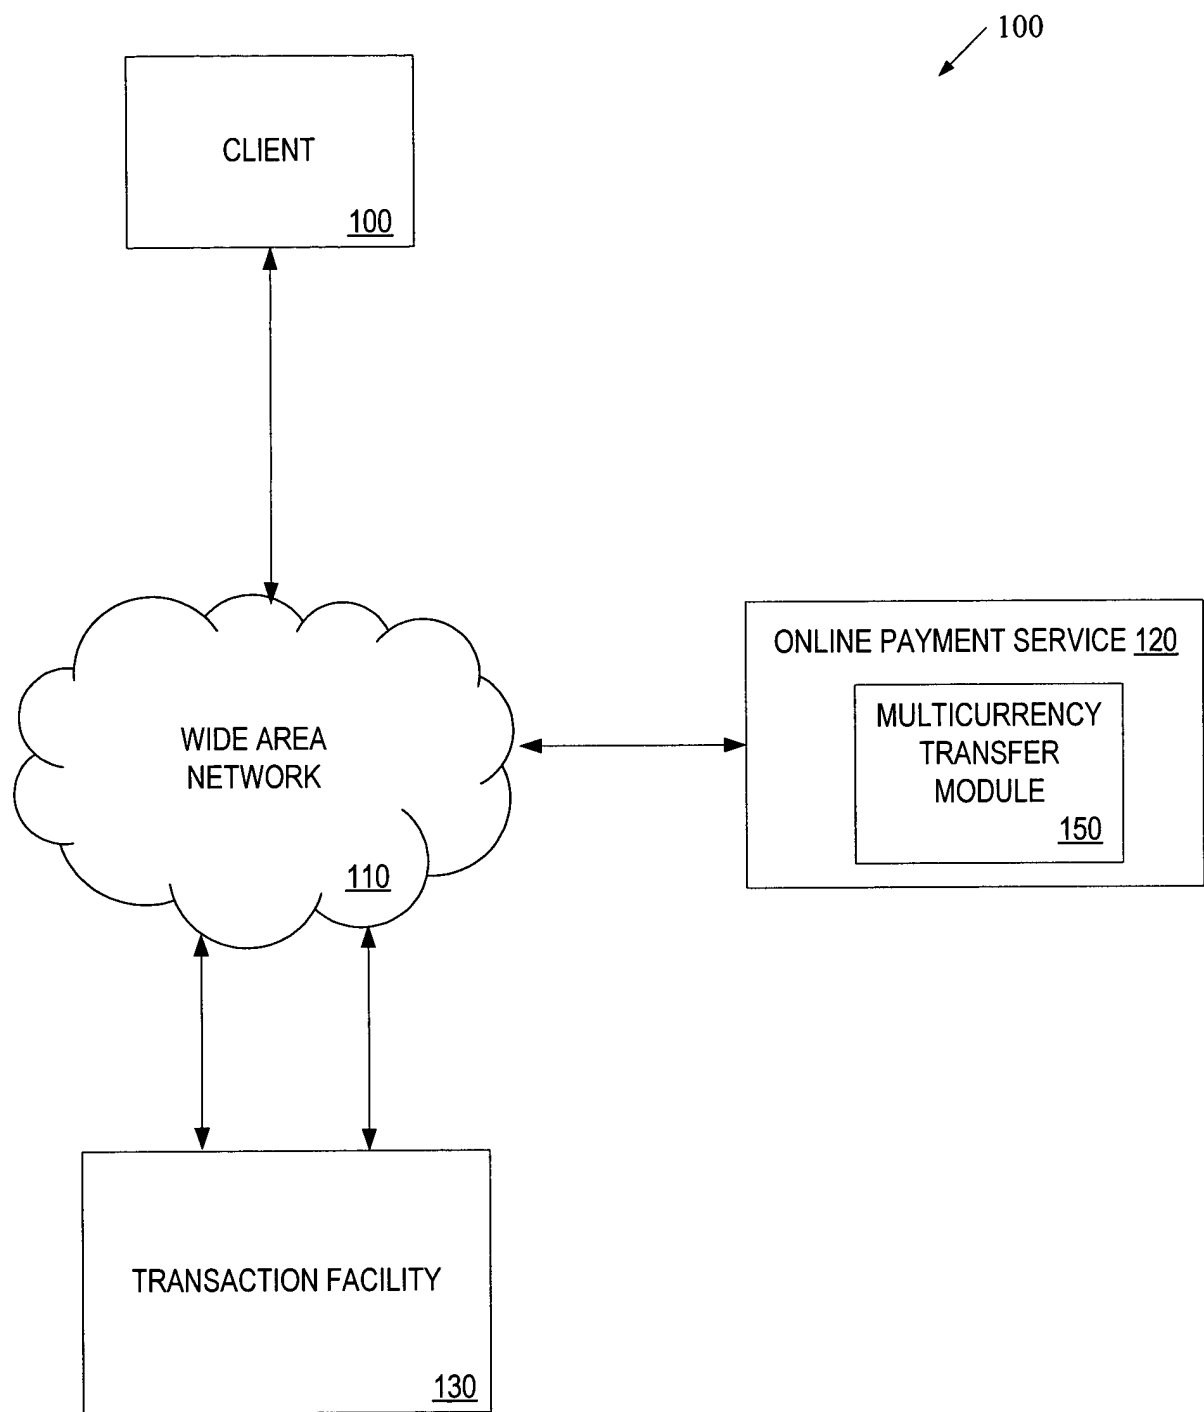 100
CLIENT
100
ONLINE PAYMENT SERVICE 120
MULTICURRENCY
TRANSFER
MODULE
150
WIDE AREA
NETWORK
110
TRANSACTION FACILITY
130